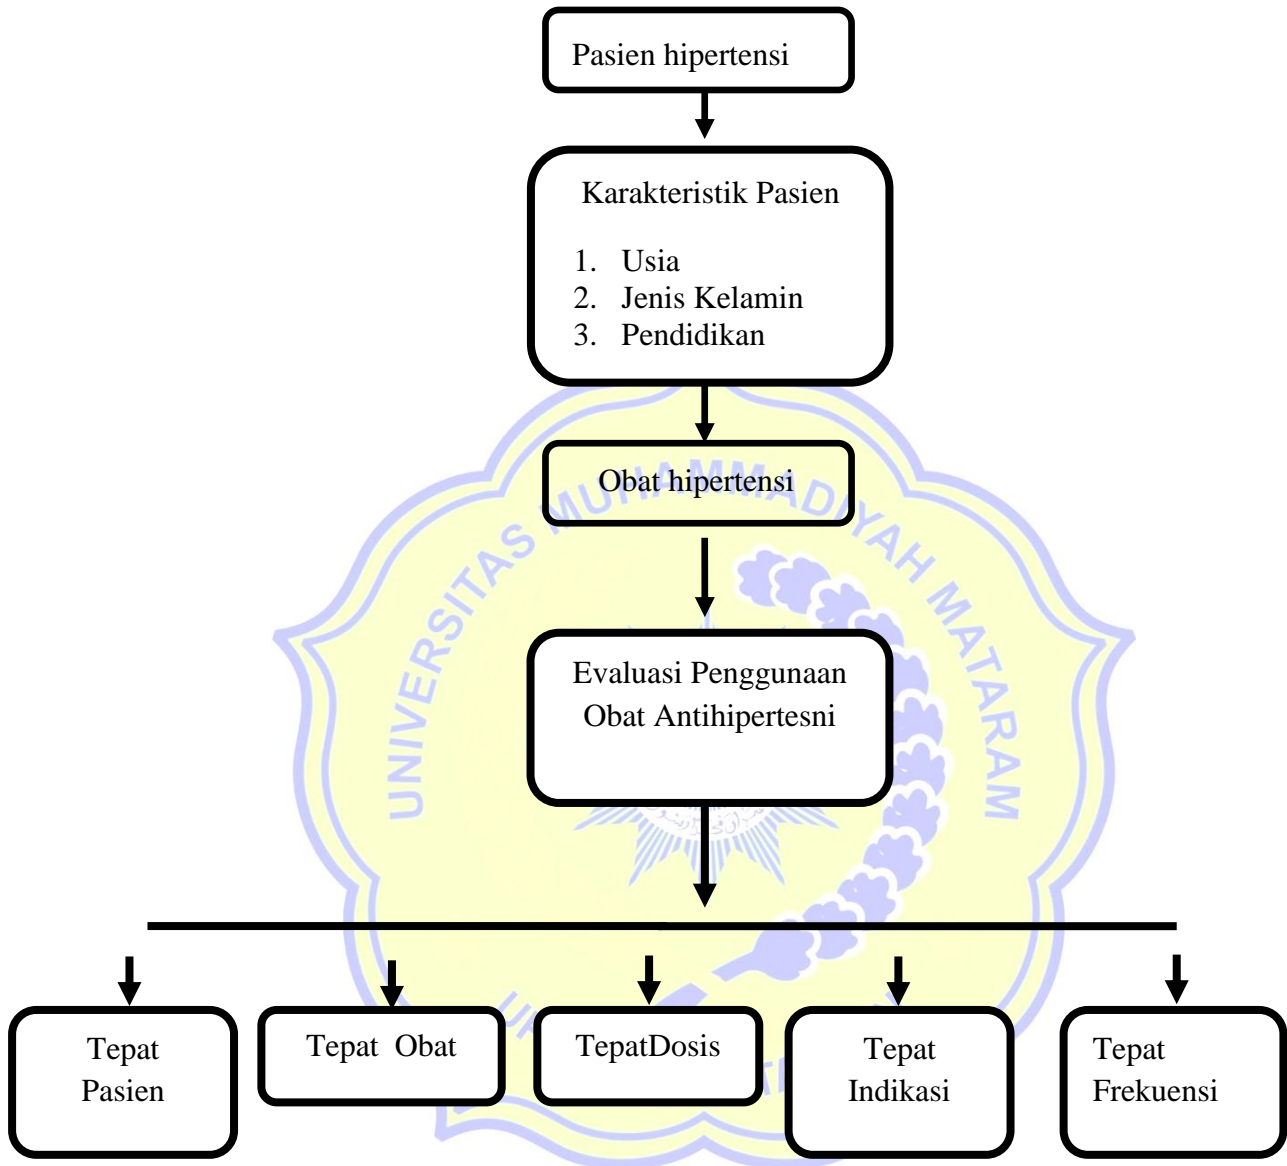 Pasien hipertensi
Karakteristik Pasien
1. Usia
2. Jenis Kelamin
3. Pendidikan
Obat hipertensi
UNIVERSITAS MUHAMMADIYAH MATARAM
Evaluasi Penggunaan
Obat Antihipertesni
Tepat
Pasien
Tepat Obat
TepatDosis
Tepat
Indikasi
Tepat
Frekuensi